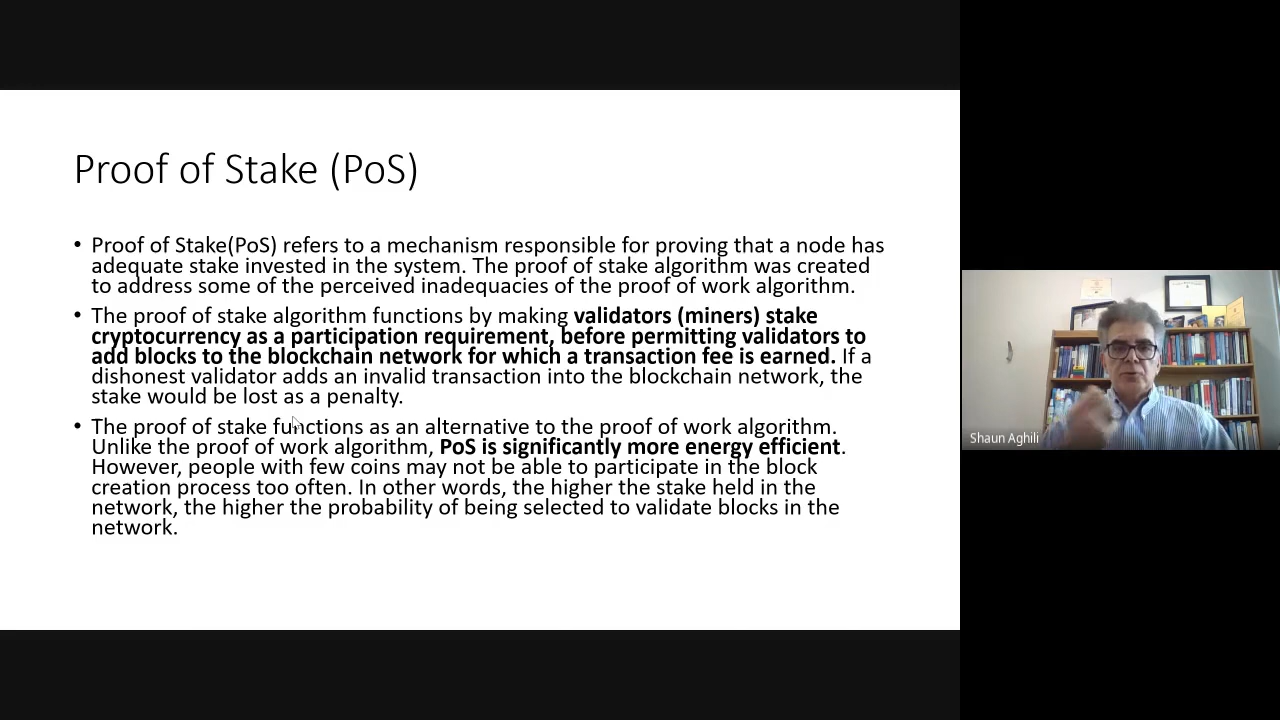 Proof of Stake (PoS)
• Proof of Stake(PoS) refers to a mechanism responsible for proving that a node has
adequate stake invested in the system. The proof of stake algorithm was created
to address some of the perceived inadequacies of the proof of work algorithm.
• The proof of stake algorithm functions by making validators (miners) stake
cryptocurrency as a participation requirement, before permitting validators to
add blocks to the blockchain network for which a transaction fee is earned. If a
dishonest validator adds an invalid transaction into the blockchain network, the
stake would be lost as a penalty.
• The proof of stake functions as an alternative to the proof of work algorithm.
Unlike the proof of work algorithm, PoS is significantly more energy efficient.
However, people with few coins may not be able to participate in the block
creation process too often. In other words, the higher the stake held in the
network, the higher the probability of being selected to validate blocks in the
network.
Shaun Aghili